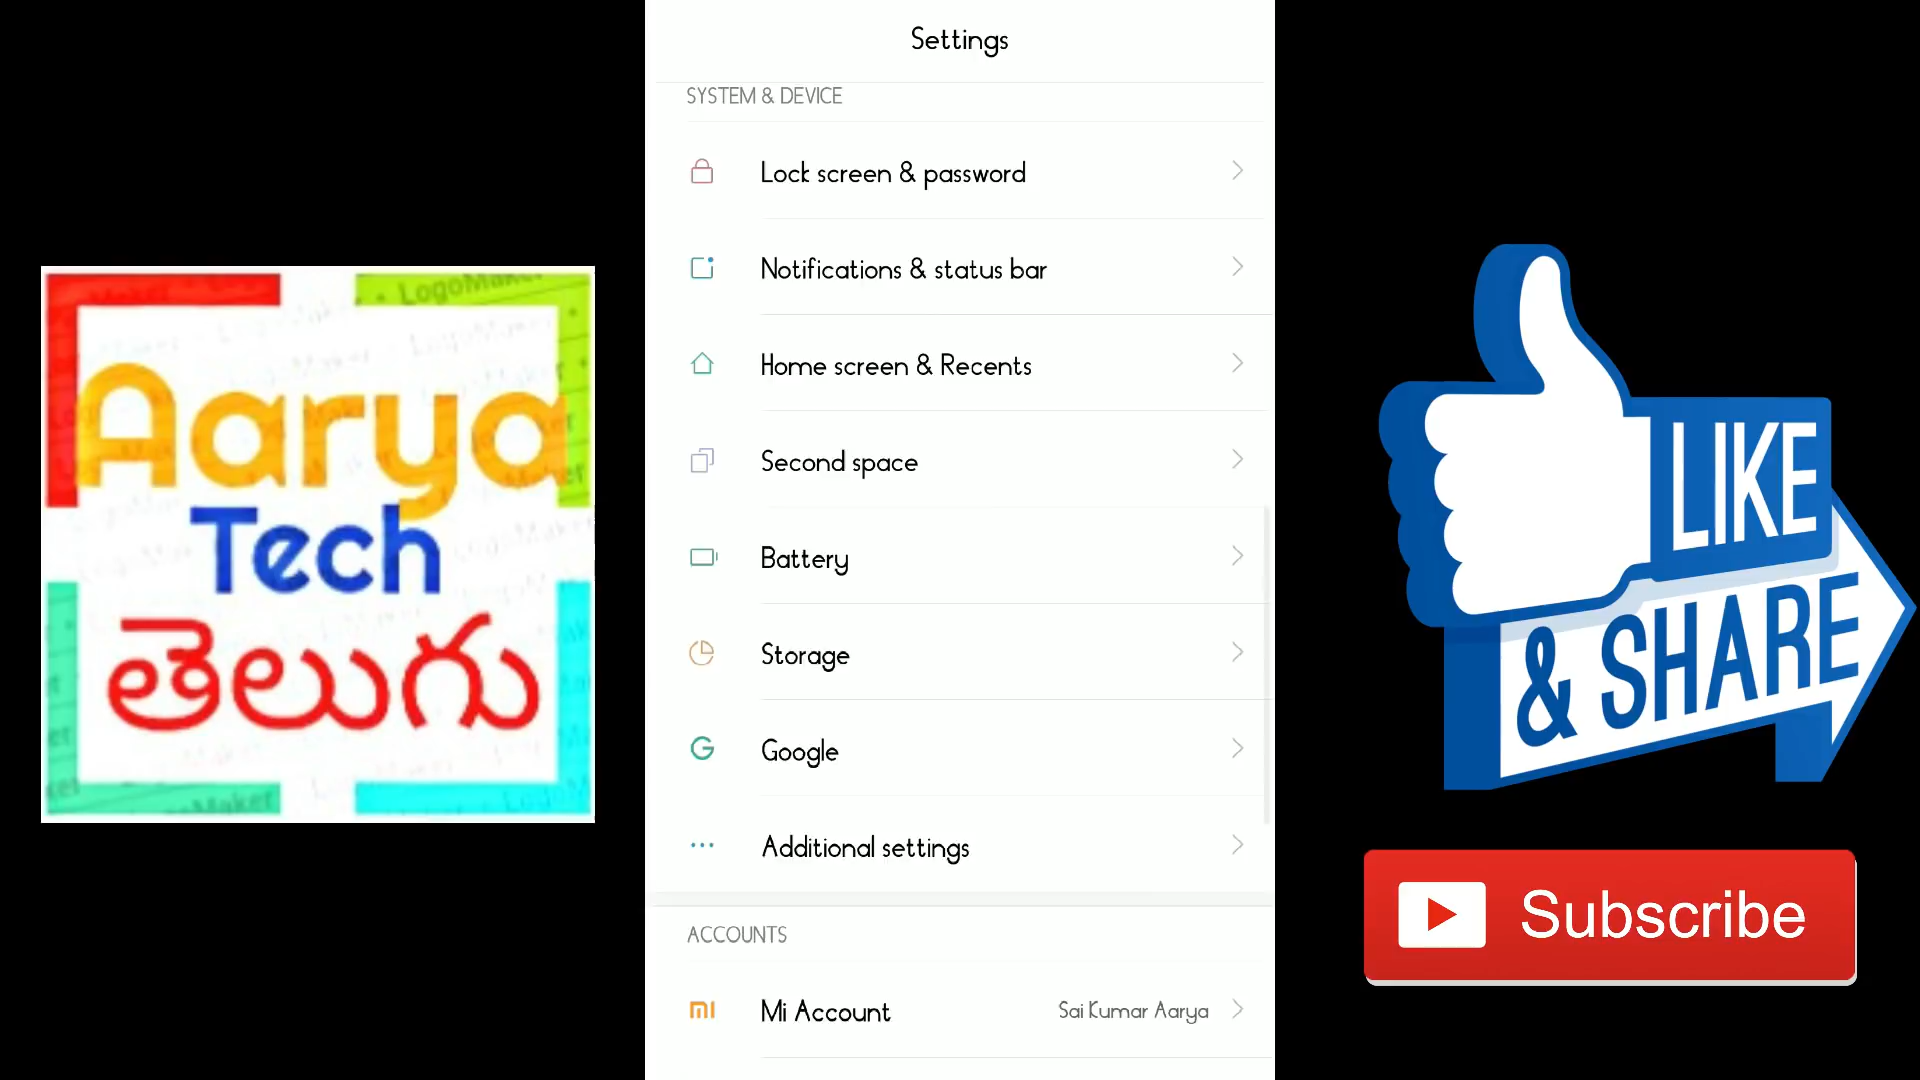 Aarya
Tech
తెలుగు
LogoMaker
Settings
SYSTEM & DEVICE
Lock screen & password
Notifications & status bar
Home screen & Recents
Second space
Battery
Storage
Google
Additional settings
ACCOUNTS
Mi Account
Sai Kumar Aarya
LIKE
& SHARE
Subscribe